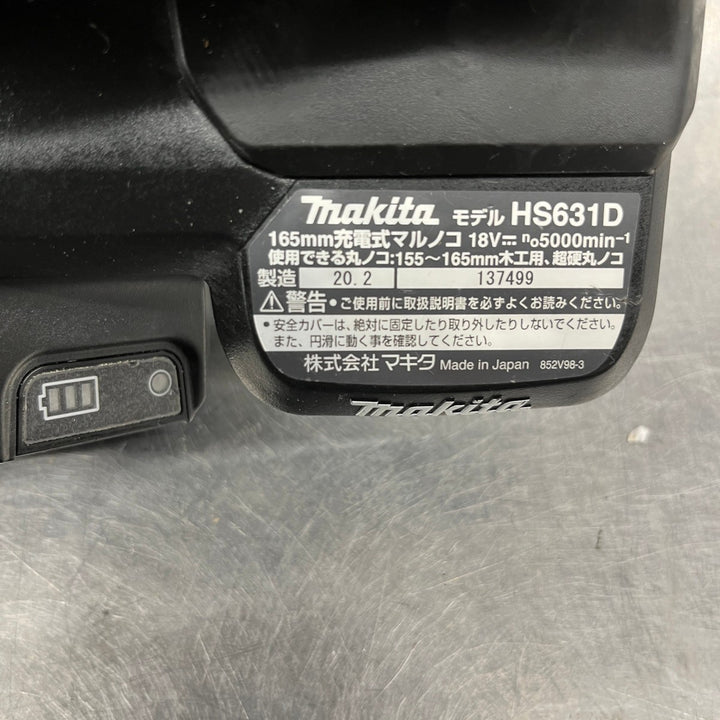 makita モデル HS631D
165mm充電式マルノコ 18V⎓ n₀5000min⁻¹
使用できる丸ノコ:155～165mm木工用、超硬丸ノコ
製造 20.2 137499
⚠警告・ご使用前に取扱説明書を必ずよくお読みください。
・安全カバーは、絶対に固定したり取り外したりしないでください。
また、円滑に動く事を確認してください。
株式会社マキタ Made in Japan 852V98-3
makita